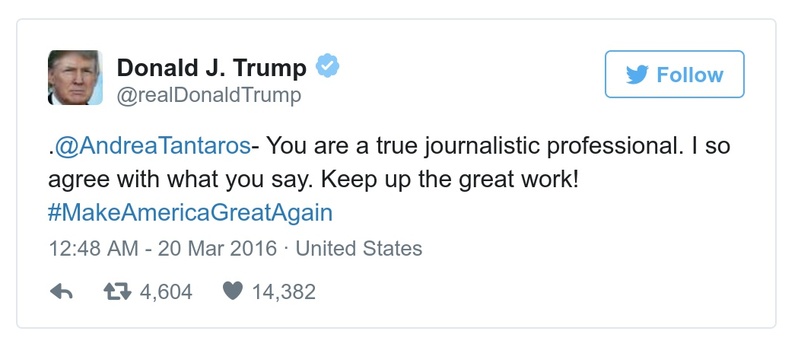 Donald J. Trump
@realDonaldTrump
Follow
.@AndreaTantaros- You are a true journalistic professional. I so
agree with what you say. Keep up the great work!
#MakeAmericaGreatAgain
12:48 AM - 20 Mar 2016 · United States
4,604 14,382